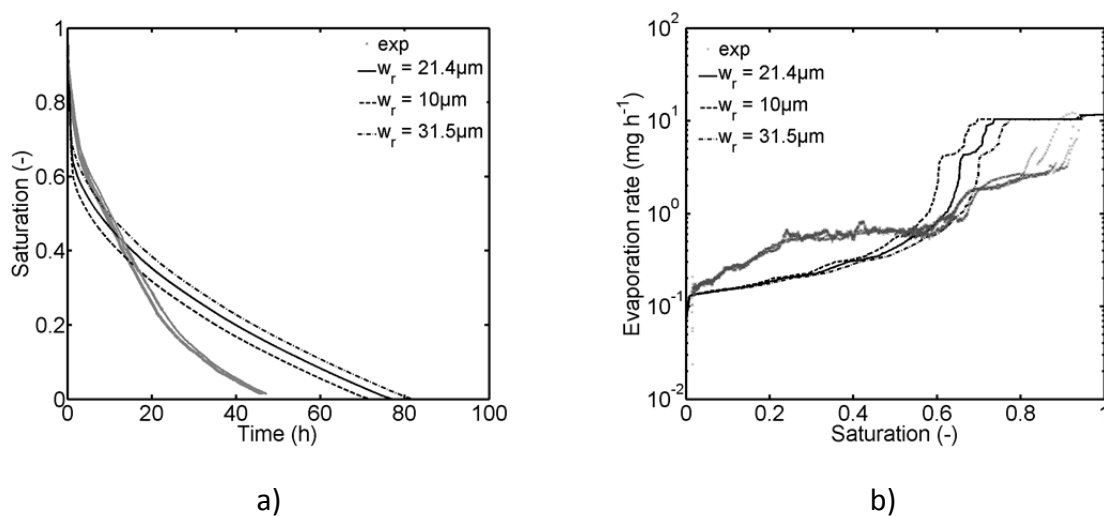 1
0.8
0.6
0.4
0.2
0
0 20 40 60 80 100
Saturation (-)
Time (h)
exp
w_r = 21.4µm
w_r = 10µm
w_r = 31.5µm
a)
10^2
10^1
10^0
10^-1
10^-2
0 0.2 0.4 0.6 0.8 1
Evaporation rate (mg h^-1)
Saturation (-)
exp
w_r = 21.4µm
w_r = 10µm
w_r = 31.5µm
b)